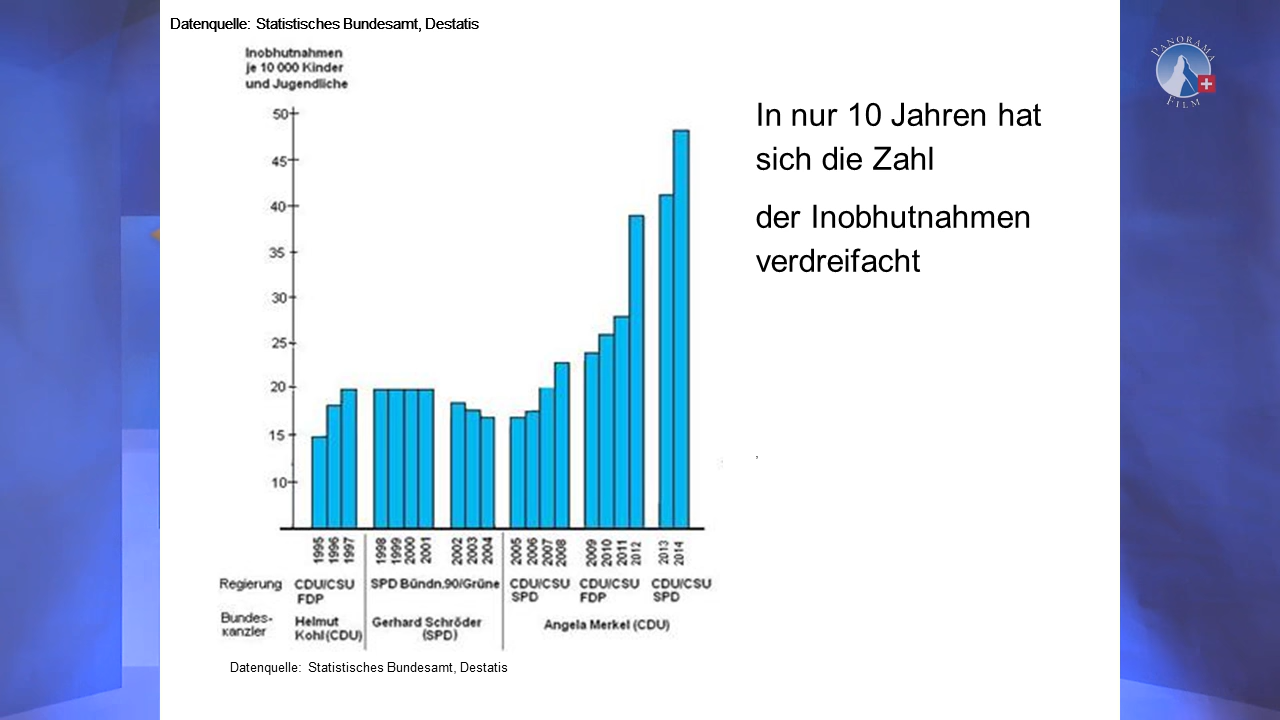 Datenquelle: Statistisches Bundesamt, Destatis
Inobhutnahmen
je 10 000 Kinder
und Jugendliche
PANORAMA
FILM
In nur 10 Jahren hat
sich die Zahl
der Inobhutnahmen
verdreifacht
50
45
40
35
30
25
20
15
10
1995 1996 1997 1998 1999 2000 2001 2002 2003 2004 2005 2006 2007 2008 2009 2010 2011 2012 2013 2014
Regierung CDU/CSU SPD Bündn.90/Grüne CDU/CSU CDU/CSU CDU/CSU
FDP SPD FDP SPD
Bundes- Helmut Gerhard Schröder Angela Merkel (CDU)
kanzler Kohl (CDU) (SPD)
Datenquelle: Statistisches Bundesamt, Destatis